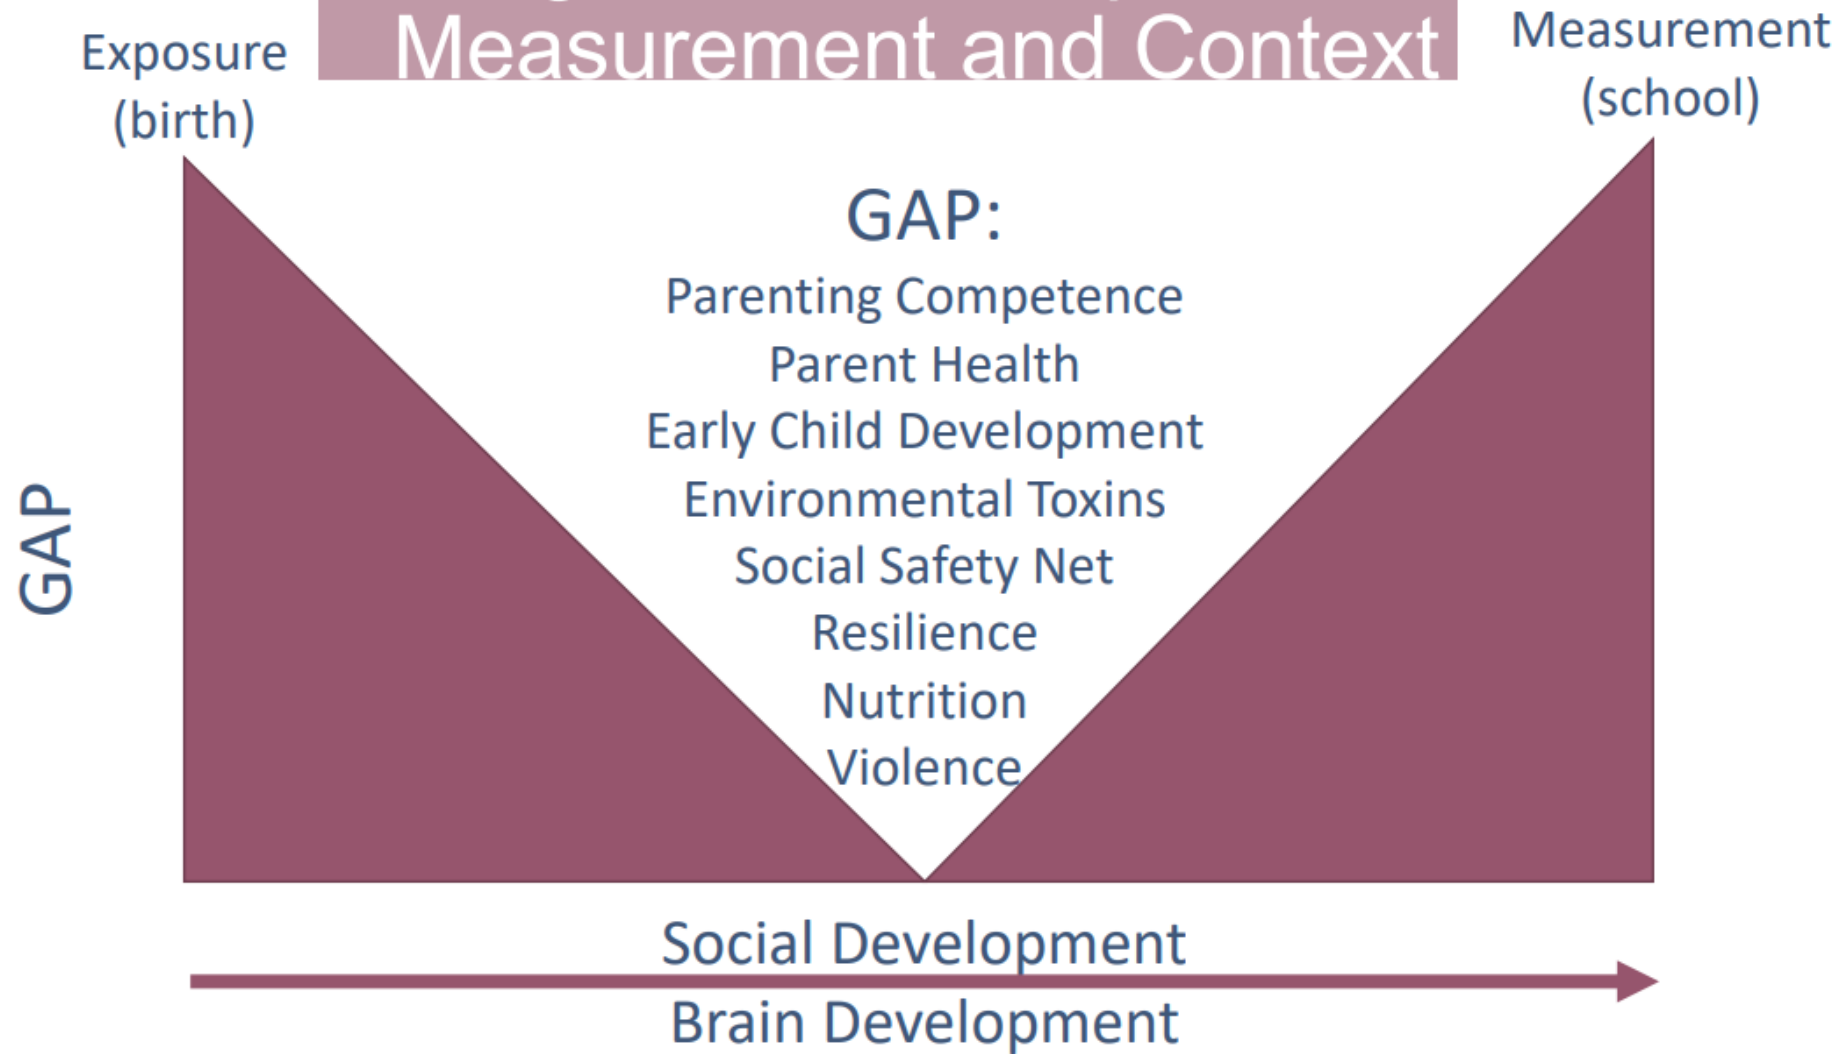 Measurement and Context
Exposure
(birth)
Measurement
(school)
GAP:
Parenting Competence
Parent Health
Early Child Development
Environmental Toxins
Social Safety Net
Resilience
Nutrition
Violence
GAP
Social Development
Brain Development